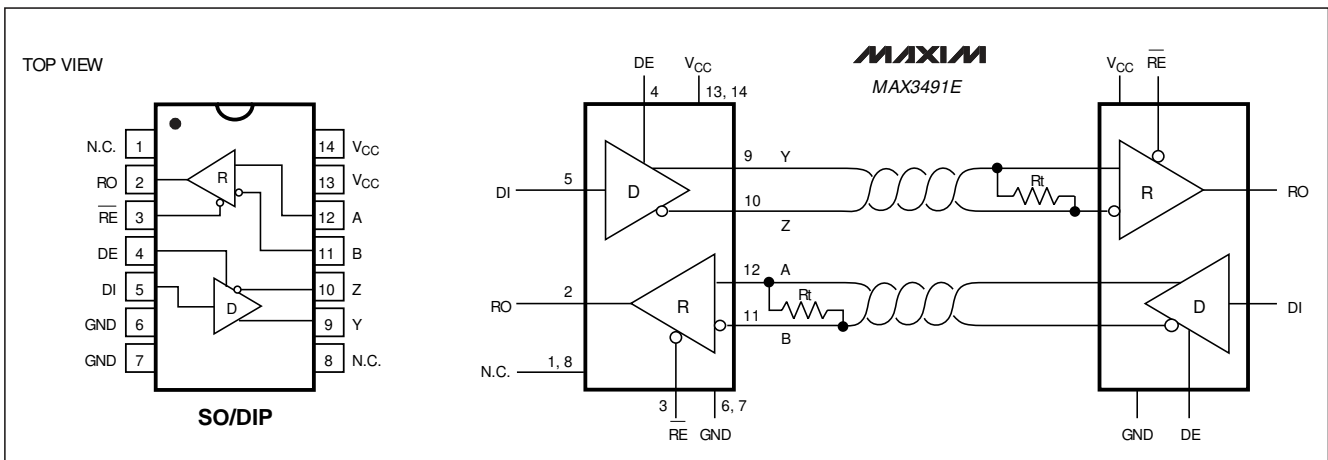 TOP VIEW
N.C. 1
RO 2
RE 3
DE 4
DI 5
GND 6
GND 7
14 VCC
13 VCC
12 A
11 B
10 Z
9 Y
8 N.C.
R
D
SO/DIP
MAXIM
MAX3491E
DE
4
VCC
13, 14
DI
5
D
9 Y
10
Z
RO
2
R
12 A
11
B
N.C.
1, 8
3
RE
6, 7
GND
Rt
Rt
VCC
RE
R
RO
D
DI
GND
DE